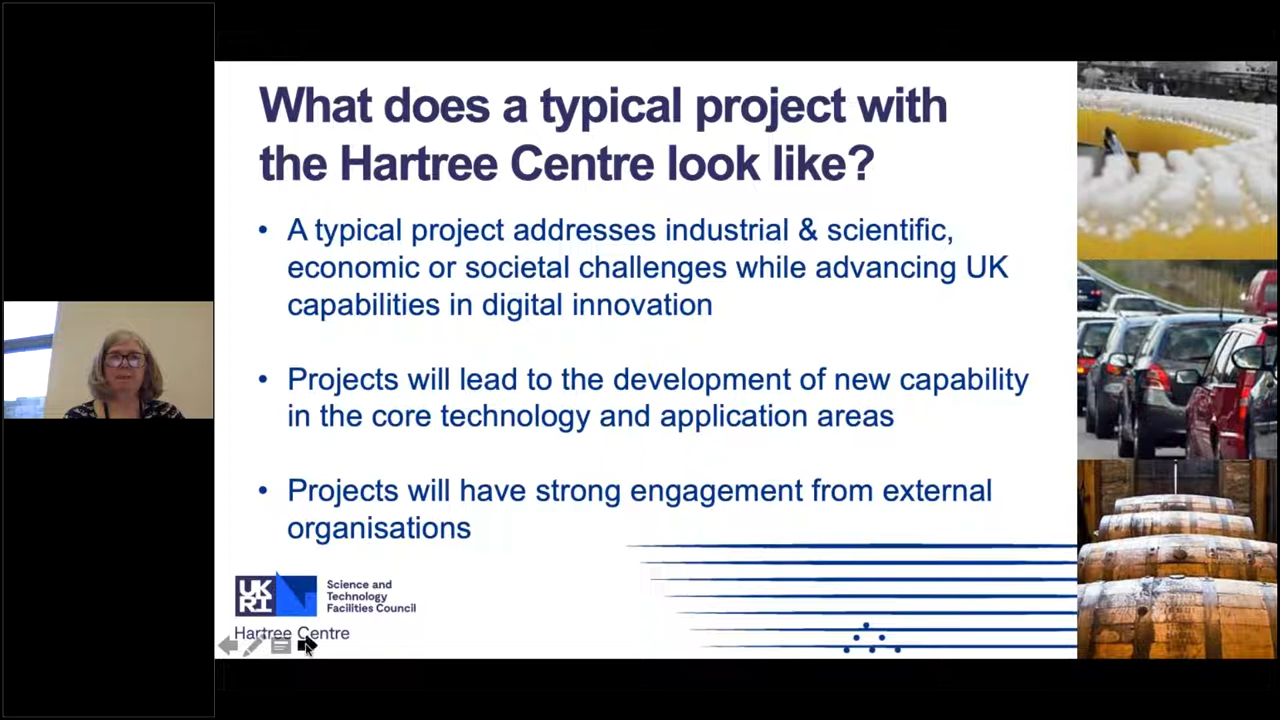 What does a typical project with
the Hartree Centre look like?
• A typical project addresses industrial & scientific,
economic or societal challenges while advancing UK
capabilities in digital innovation
• Projects will lead to the development of new capability
in the core technology and application areas
• Projects will have strong engagement from external
organisations
UK
RI
Science and
Technology
Facilities Council
Hartree Centre